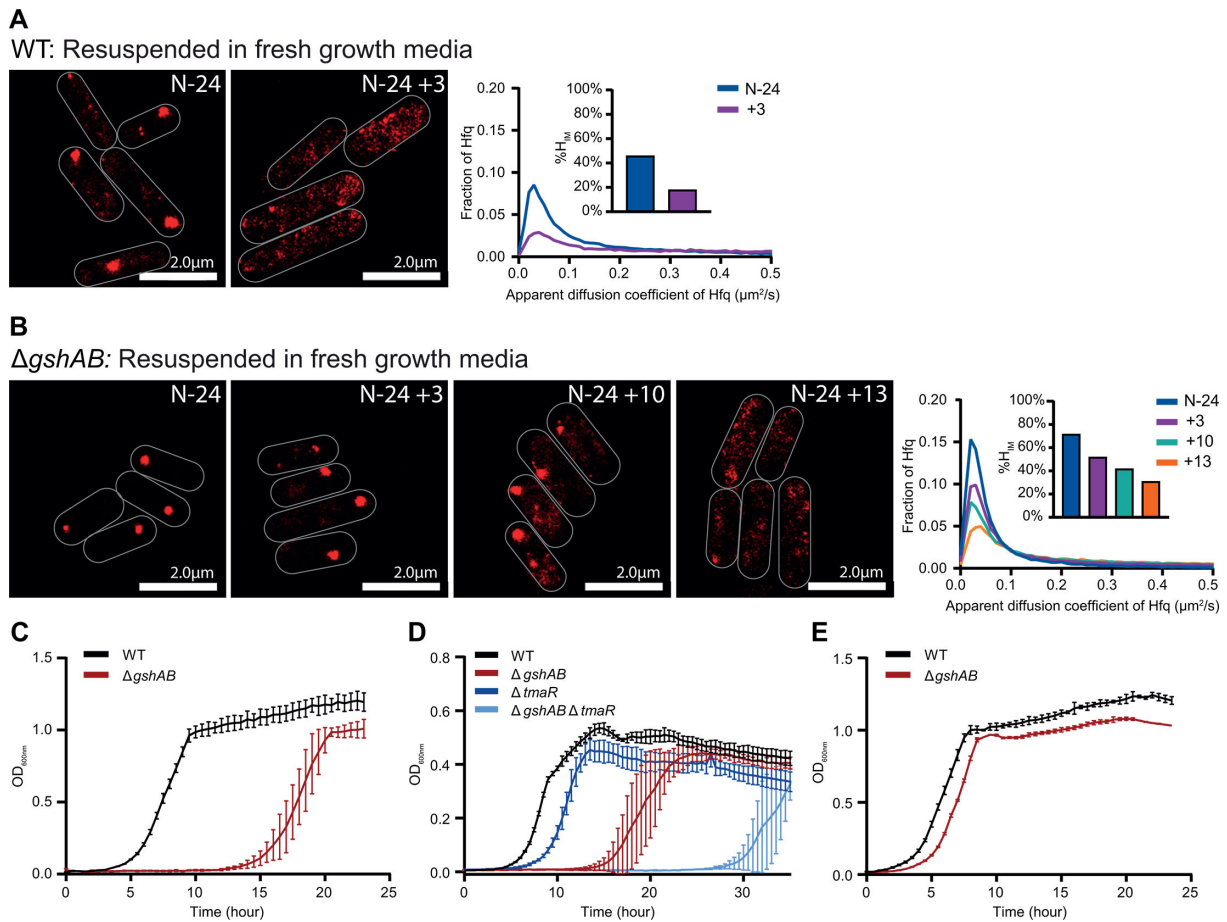 A
WT: Resuspended in fresh growth media
N-24
2.0μm
N-24 +3
2.0μm
Fraction of Hfq
0.20
0.15
0.10
0.05
0.00
%H_IM
100%
80%
60%
40%
20%
0%
N-24
+3
0.0 0.1 0.2 0.3 0.4 0.5
Apparent diffusion coefficient of Hfq (μm²/s)
B
ΔgshAB: Resuspended in fresh growth media
N-24
2.0μm
N-24 +3
2.0μm
N-24 +10
2.0μm
N-24 +13
2.0μm
Fraction of Hfq
0.20
0.15
0.10
0.05
0.00
%H_IM
100%
80%
60%
40%
20%
0%
N-24
+3
+10
+13
0.0 0.1 0.2 0.3 0.4 0.5
Apparent diffusion coefficient of Hfq (μm²/s)
C
WT
ΔgshAB
OD600nm
1.5
1.0
0.5
0.0
0 5 10 15 20 25
Time (hour)
D
WT
ΔgshAB
ΔtmaR
ΔgshABΔtmaR
OD600nm
0.8
0.6
0.4
0.2
0.0
0 10 20 30
Time (hour)
E
WT
ΔgshAB
OD600nm
1.5
1.0
0.5
0.0
0 5 10 15 20 25
Time (hour)